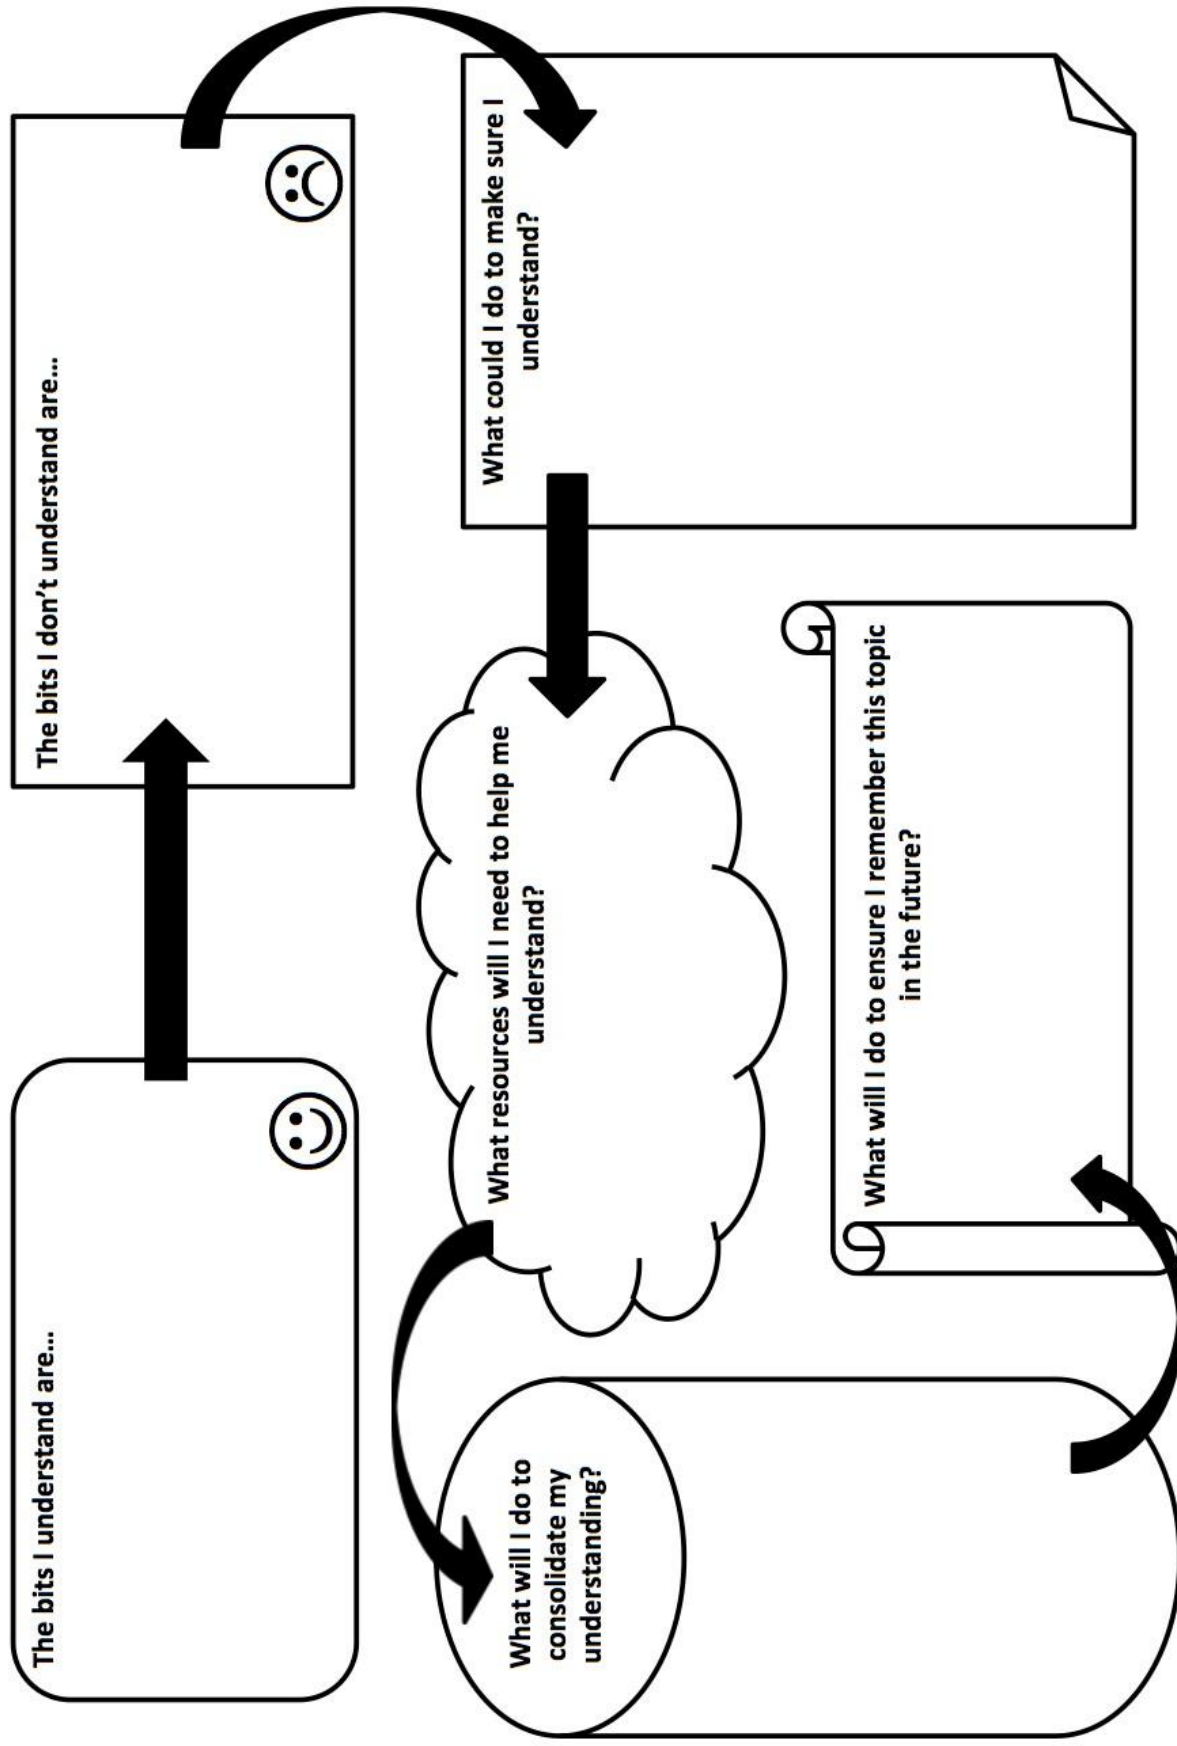 The bits I understand are...
The bits I don’t understand are...
What could I do to make sure I
understand?
What resources will I need to help me
understand?
What will I do to
consolidate my
understanding?
What will I do to ensure I remember this topic
in the future?